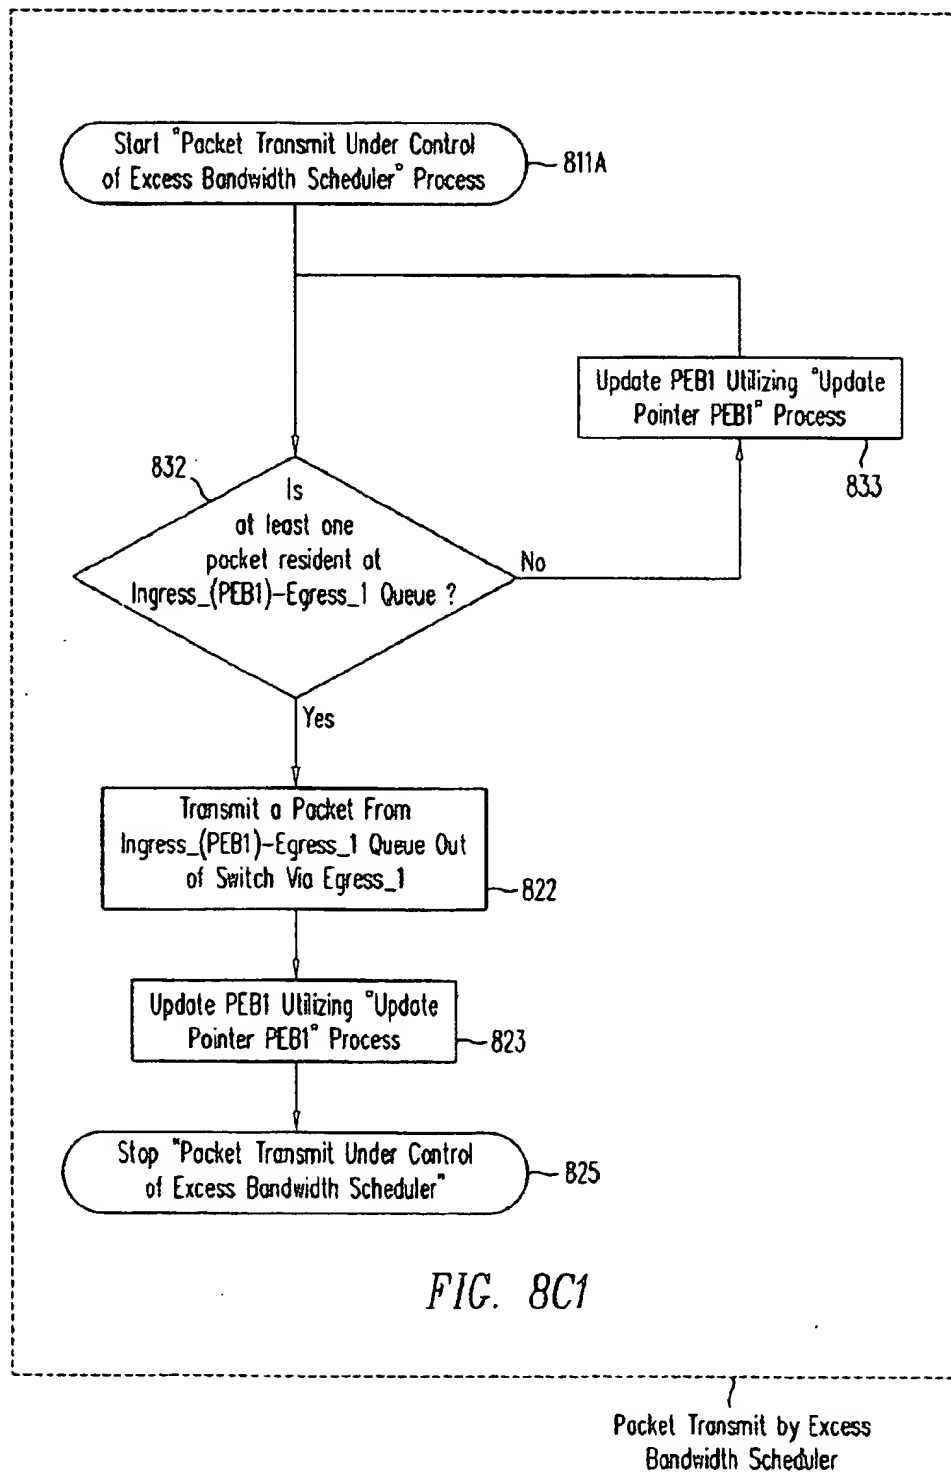 Start "Packet Transmit Under Control
of Excess Bandwidth Scheduler" Process
811A
Update PEB1 Utilizing "Update
Pointer PEB1" Process
833
832
Is
at least one
packet resident at
Ingress_(PEB1)-Egress_1 Queue ?
No
Yes
Transmit a Packet From
Ingress_(PEB1)-Egress_1 Queue Out
of Switch Via Egress_1
822
Update PEB1 Utilizing "Update
Pointer PEB1" Process
823
Stop "Packet Transmit Under Control
of Excess Bandwidth Scheduler"
825
FIG. 8C1
Packet Transmit by Excess
Bandwidth Scheduler